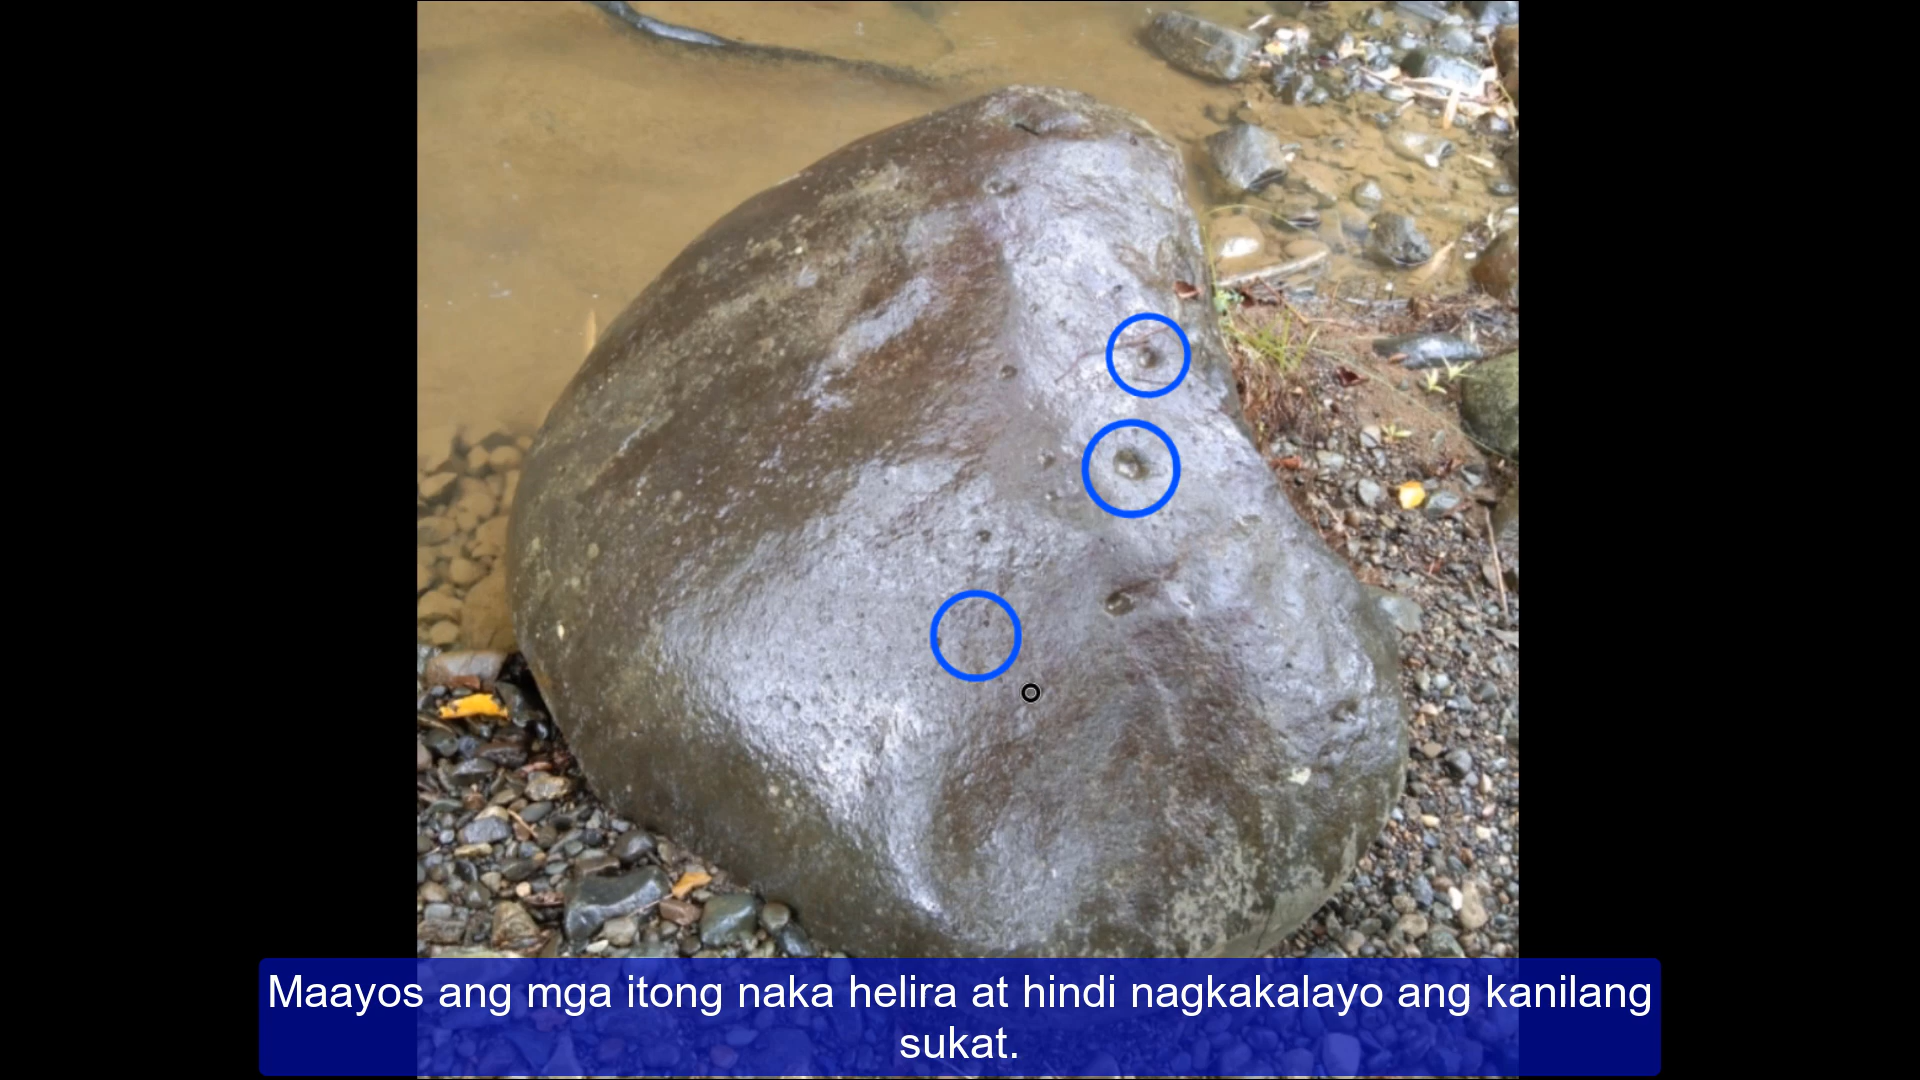 Maayos ang mga itong naka helira at hindi nagkakalayo ang kanilang
sukat.